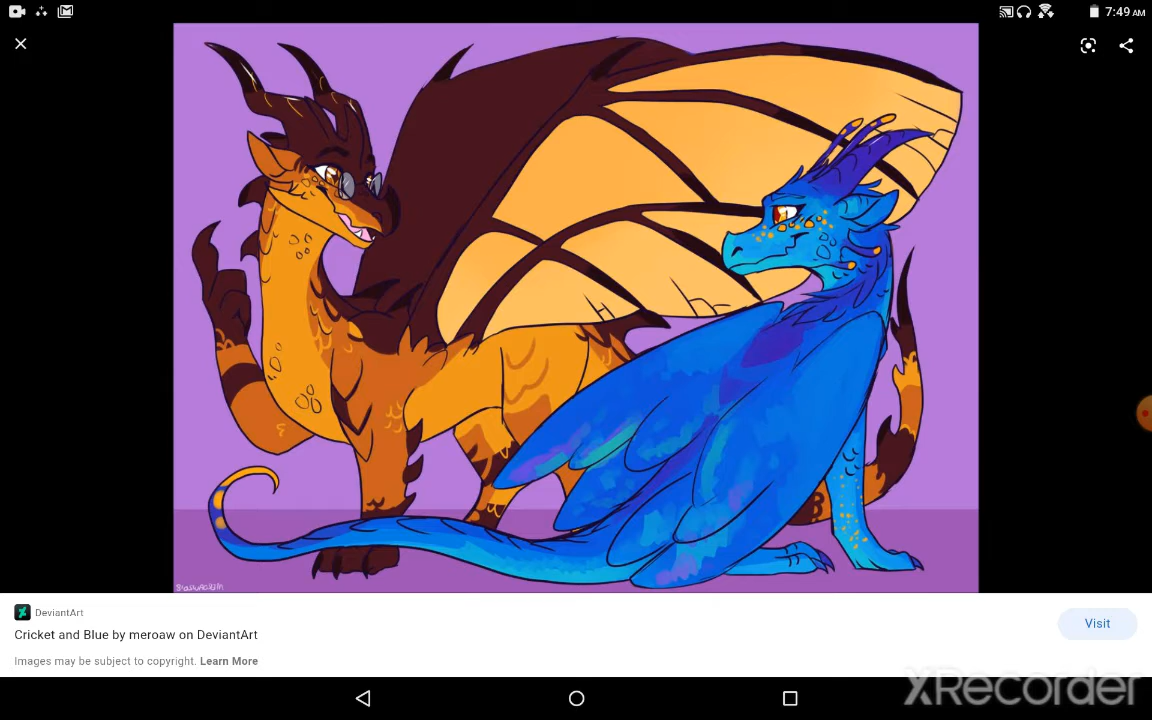 7:49 AM
DeviantArt
Cricket and Blue by meroaw on DeviantArt
Visit
Images may be subject to copyright. Learn More
XRecorder